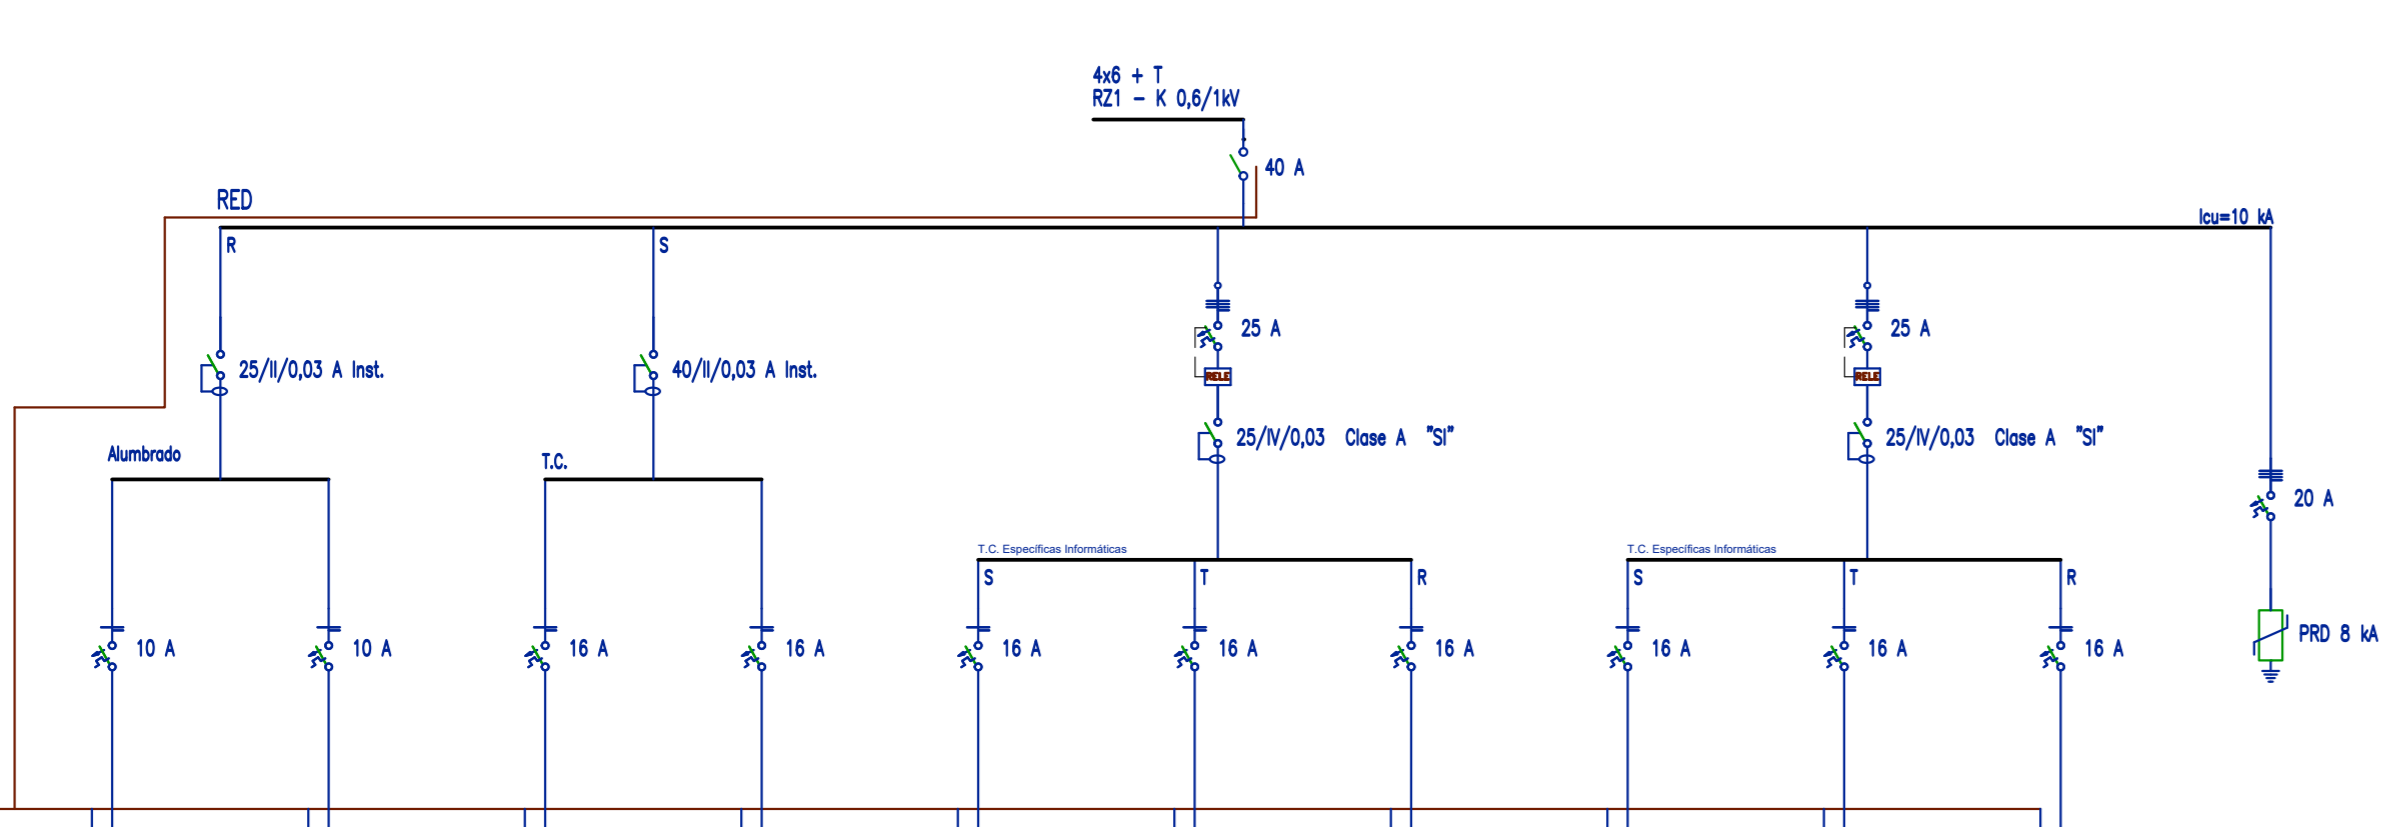 4x6 + T
RZ1 - K 0,6/1kV
40 A
RED
Icu=10 kA
R
S
25 A
25 A
25/II/0,03 A Inst.
40/II/0,03 A Inst.
RELE
RELE
25/IV/0,03 Clase A "SI"
25/IV/0,03 Clase A "SI"
Alumbrado
T.C.
20 A
T.C. Específicas Informáticas
T.C. Específicas Informáticas
S
T
R
S
T
R
10 A
10 A
16 A
16 A
16 A
16 A
16 A
16 A
16 A
16 A
PRD 8 kA